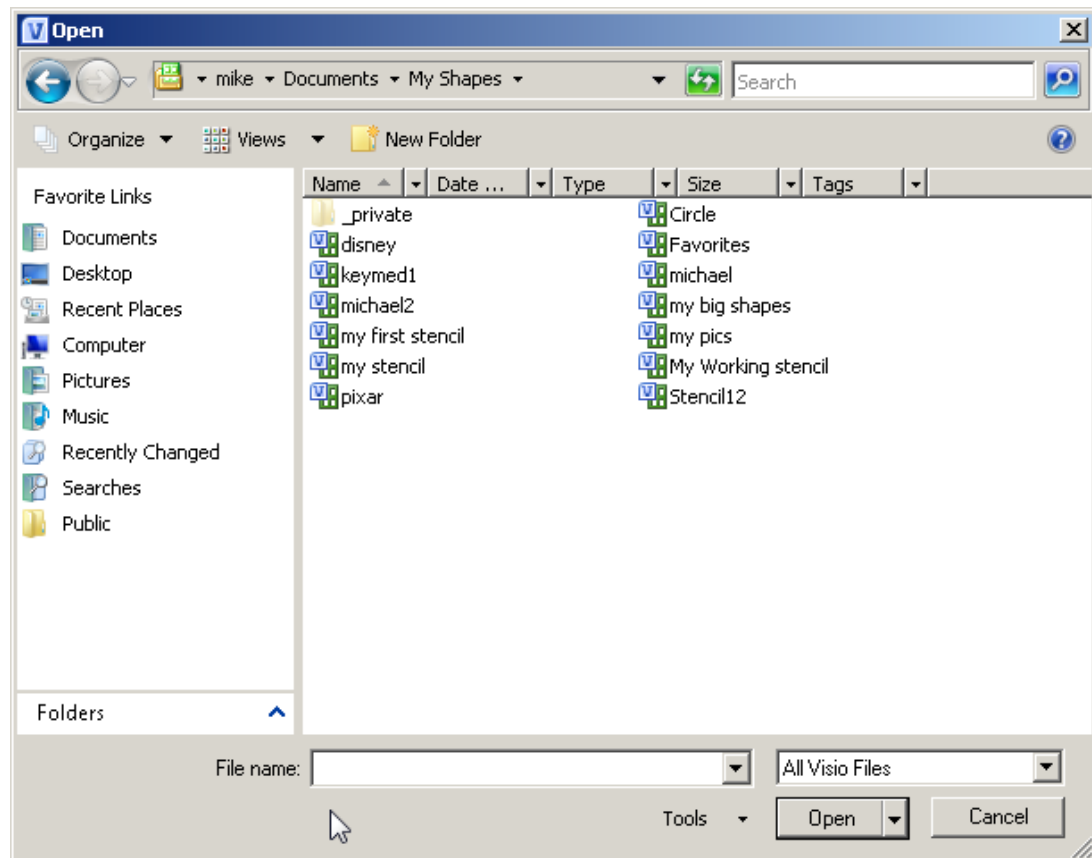 Open
mike Documents My Shapes Search
Organize Views New Folder
Favorite Links
Documents
Desktop
Recent Places
Computer
Pictures
Music
Recently Changed
Searches
Public
Folders
Name Date ... Type Size Tags
_private Circle
disney Favorites
keymed1 michael
michael2 my big shapes
my first stencil my pics
my stencil My Working stencil
pixar Stencil12
File name: All Visio Files
Tools Open Cancel